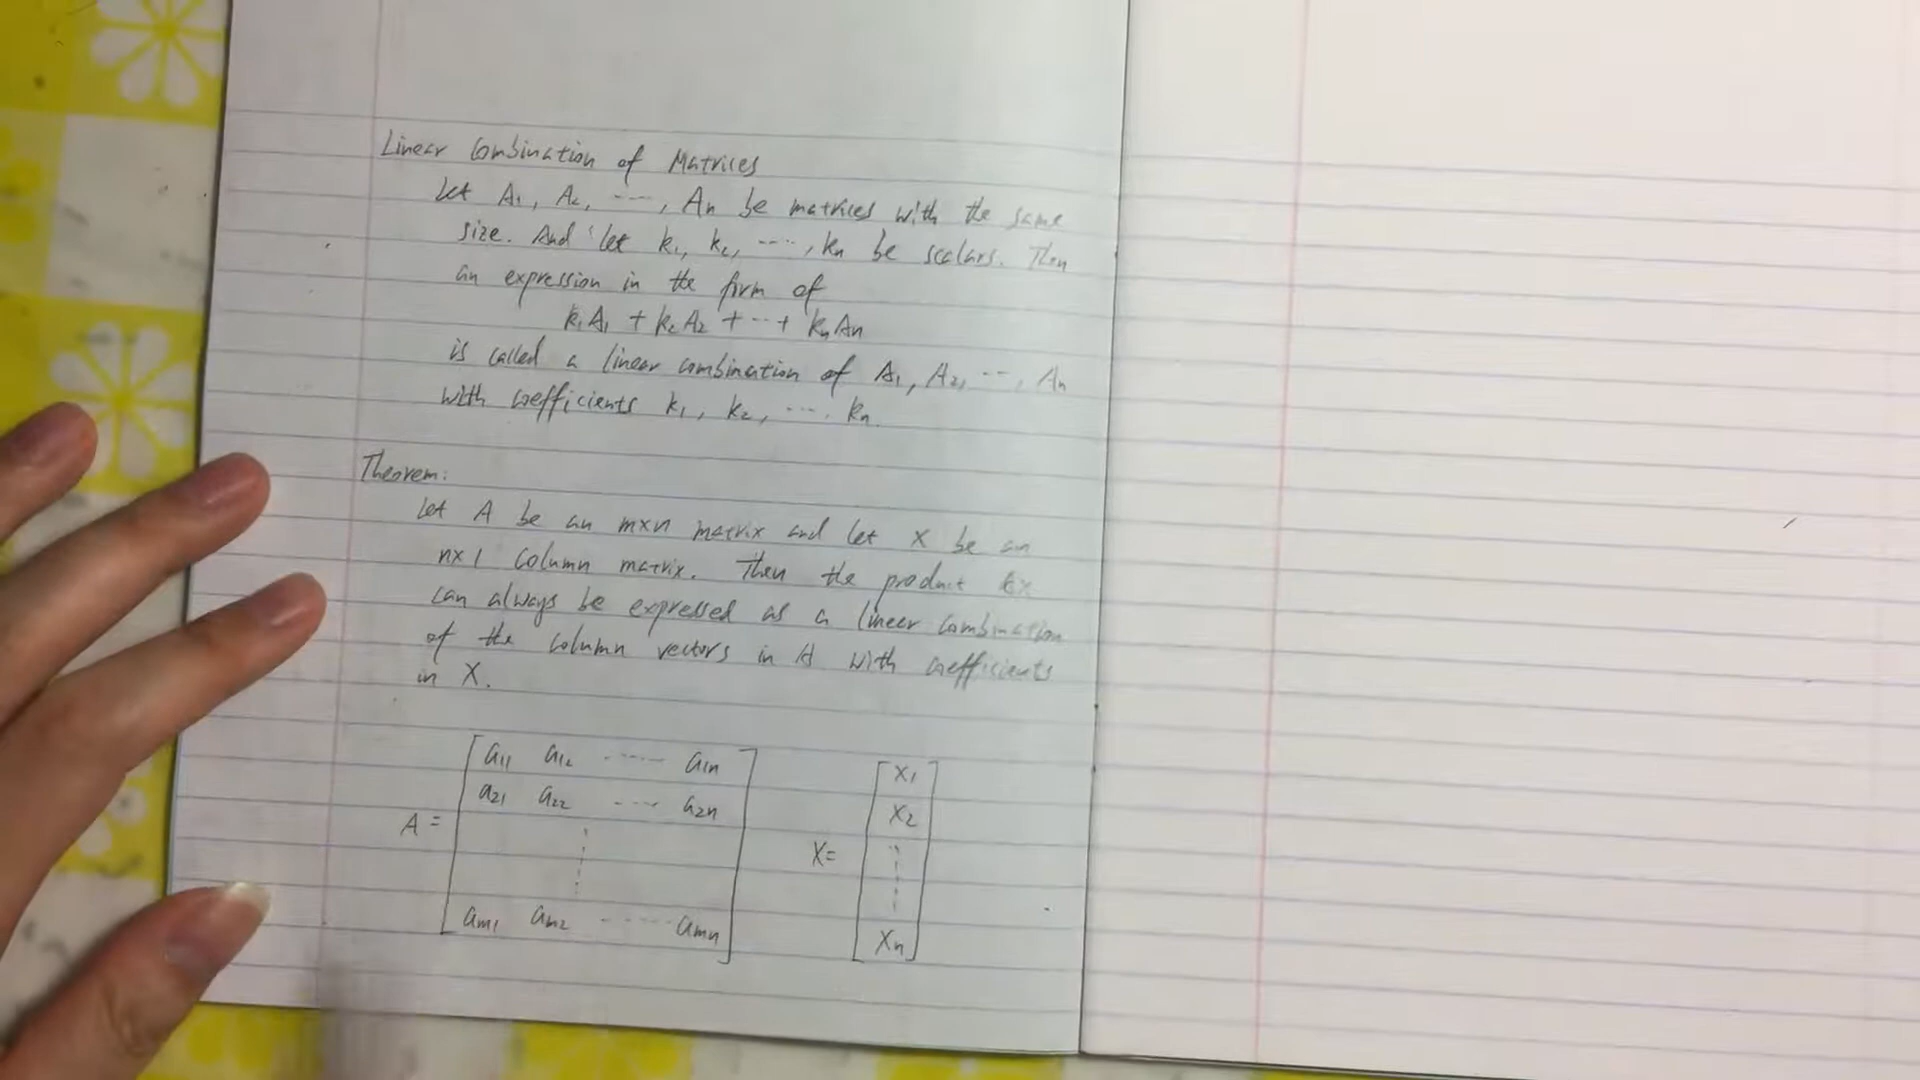 Linear Combination of Matrices
Let A1, A2, ----, An be matrices with the same
size. And let k1, k2, ----, kn be scalars. Then
an expression in the form of
k1A1 + k2A2 + --- + knAn
is called a linear combination of A1, A2, ---, An
with coefficients k1, k2, ---- kn.
Theorem:
Let A be an m×n matrix and let X be an
n×1 column matrix. Then the product
can always be expressed as a linear combination
of the column vectors in A with coefficients
in X.
A = [ a11 a12 ------ a1n ] X = [ x1 ]
[ a21 a22 ---- a2n ] [ x2 ]
[ ⋮ ] [ ⋮ ]
[ am1 am2 ------ amn ] [ xn ]